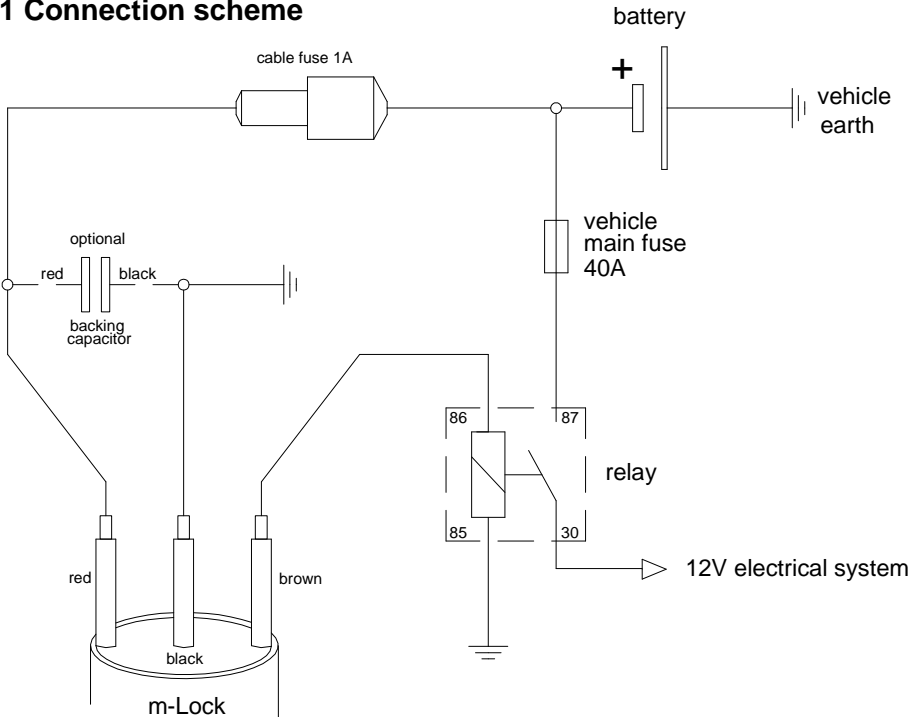 1 Connection scheme
battery
cable fuse 1A
+
vehicle
earth
vehicle
main fuse
40A
optional
red
black
backing
capacitor
86
87
relay
85
30
12V electrical system
red
brown
black
m-Lock